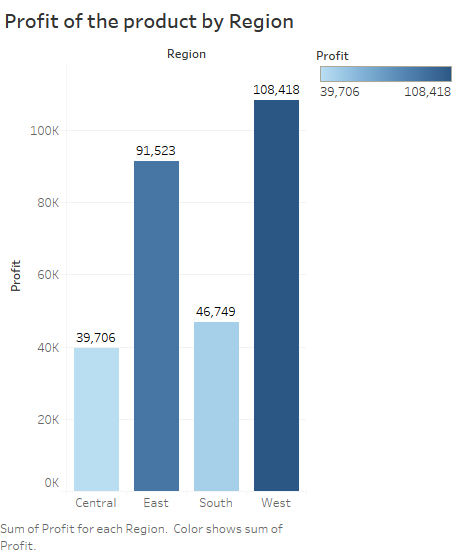 Profit of the product by Region
Region
Profit
39,706 108,418
108,418
100K
91,523
80K
60K
Profit
46,749
39,706
40K
20K
0K
Central East South West
Sum of Profit for each Region. Color shows sum of
Profit.